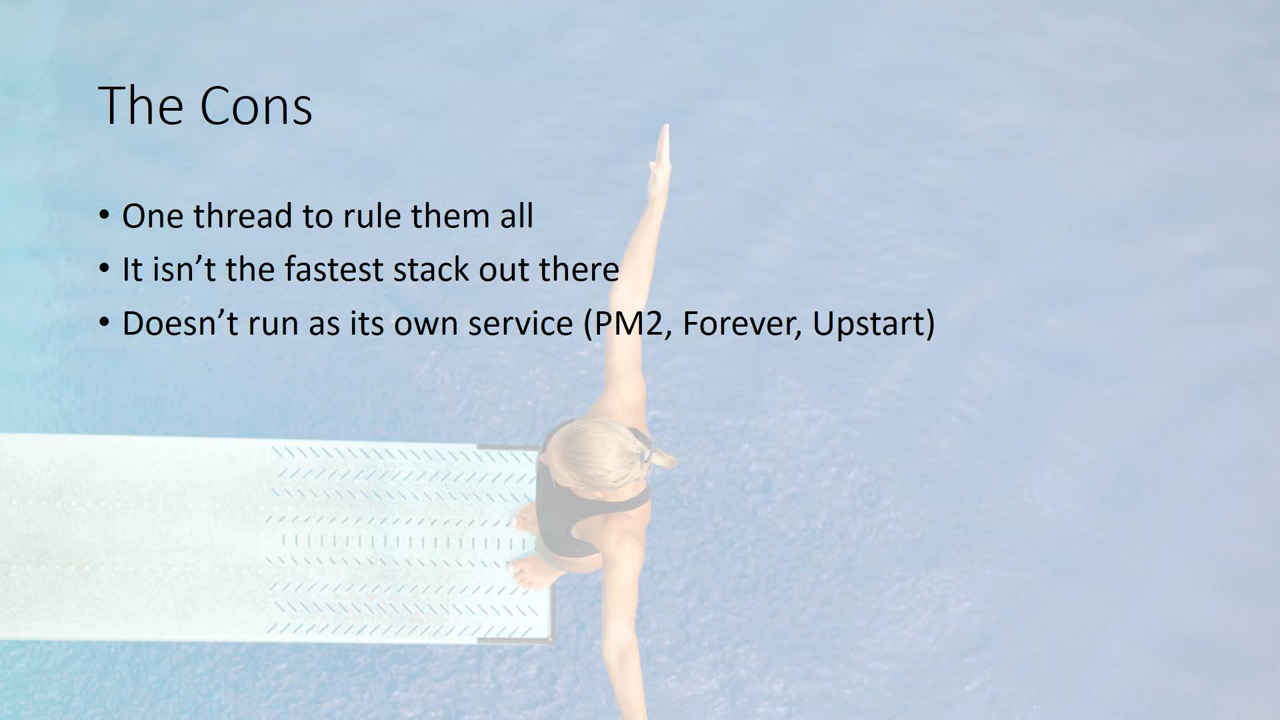 The Cons
• One thread to rule them all
• It isn’t the fastest stack out there
• Doesn’t run as its own service (PM2, Forever, Upstart)